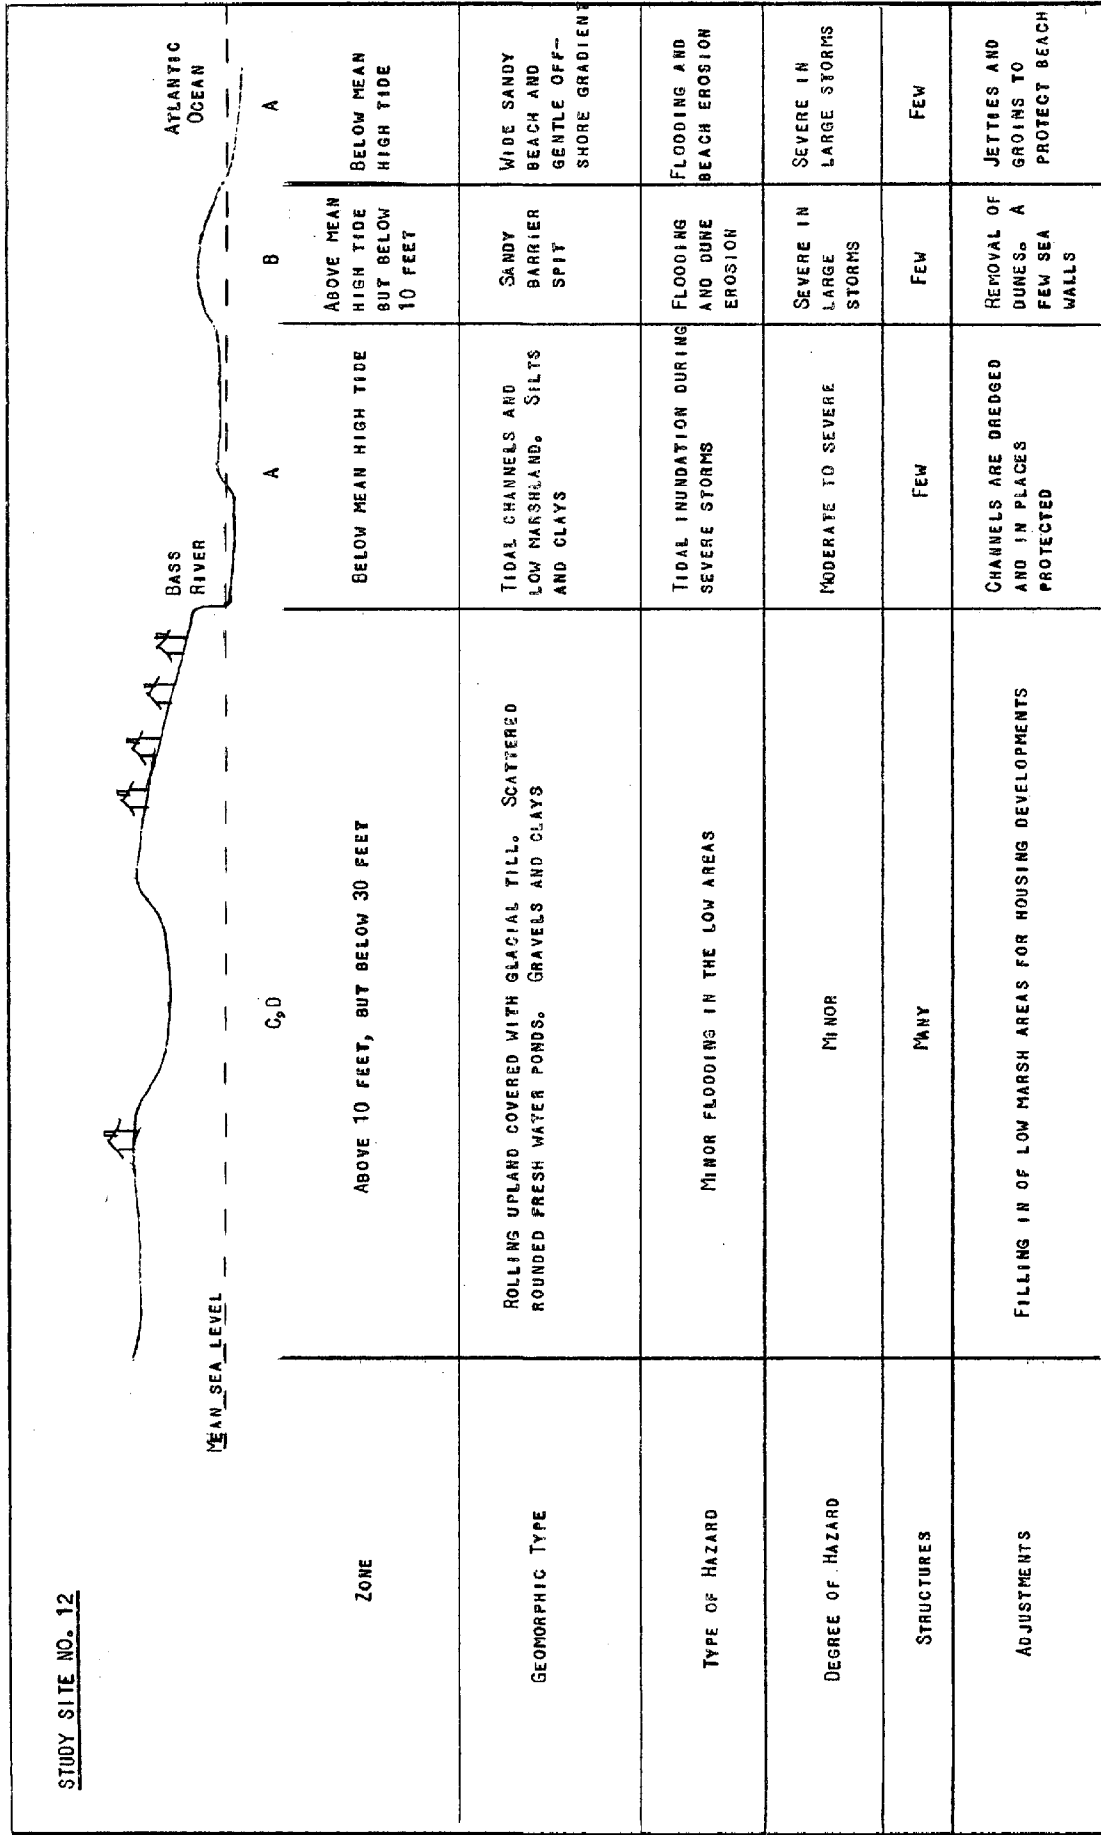 STUDY SITE NO. 12
ATLANTIC
OCEAN
BASS
RIVER
MEAN SEA LEVEL
C,D
A
B
A
ZONE
ABOVE 10 FEET, BUT BELOW 30 FEET
BELOW MEAN HIGH TIDE
ABOVE MEAN
HIGH TIDE
BUT BELOW
10 FEET
BELOW MEAN
HIGH TIDE
GEOMORPHIC TYPE
ROLLING UPLAND COVERED WITH GLACIAL TILL. SCATTERED
ROUNDED FRESH WATER PONDS. GRAVELS AND CLAYS
TIDAL CHANNELS AND
LOW MARSHLAND. SILTS
AND CLAYS
SANDY
BARRIER
SPIT
WIDE SANDY
BEACH AND
GENTLE OFF-
SHORE GRADIENT
TYPE OF HAZARD
MINOR FLOODING IN THE LOW AREAS
TIDAL INUNDATION DURING
SEVERE STORMS
FLOODING
AND DUNE
EROSION
FLOODING AND
BEACH EROSION
DEGREE OF HAZARD
MINOR
MODERATE TO SEVERE
SEVERE IN
LARGE
STORMS
SEVERE IN
LARGE STORMS
STRUCTURES
MANY
FEW
FEW
FEW
ADJUSTMENTS
FILLING IN OF LOW MARSH AREAS FOR HOUSING DEVELOPMENTS
CHANNELS ARE DREDGED
AND IN PLACES
PROTECTED
REMOVAL OF
DUNES. A
FEW SEA
WALLS
JETTIES AND
GROINS TO
PROTECT BEACH